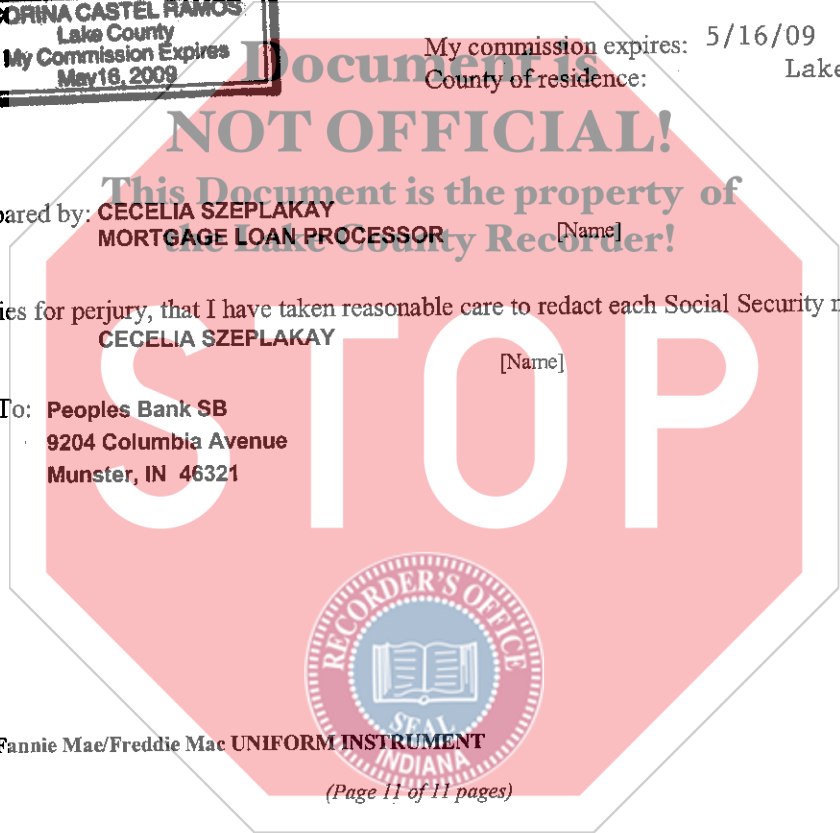 CORINA CASTEL RAMOS
Lake County
My Commission Expires
May 16, 2009
My commission expires: 5/16/09
County of residence: Lake
Document is
NOT OFFICIAL!
This Document is the property of
the Lake County Recorder!
pared by: CECELIA SZEPLAKAY
MORTGAGE LOAN PROCESSOR [Name]
ies for perjury, that I have taken reasonable care to redact each Social Security
CECELIA SZEPLAKAY
[Name]
STOP
To: Peoples Bank SB
9204 Columbia Avenue
Munster, IN 46321
RECORDER'S OFFICE
SEAL
INDIANA
Fannie Mae/Freddie Mac UNIFORM INSTRUMENT
(Page 11 of 11 pages)